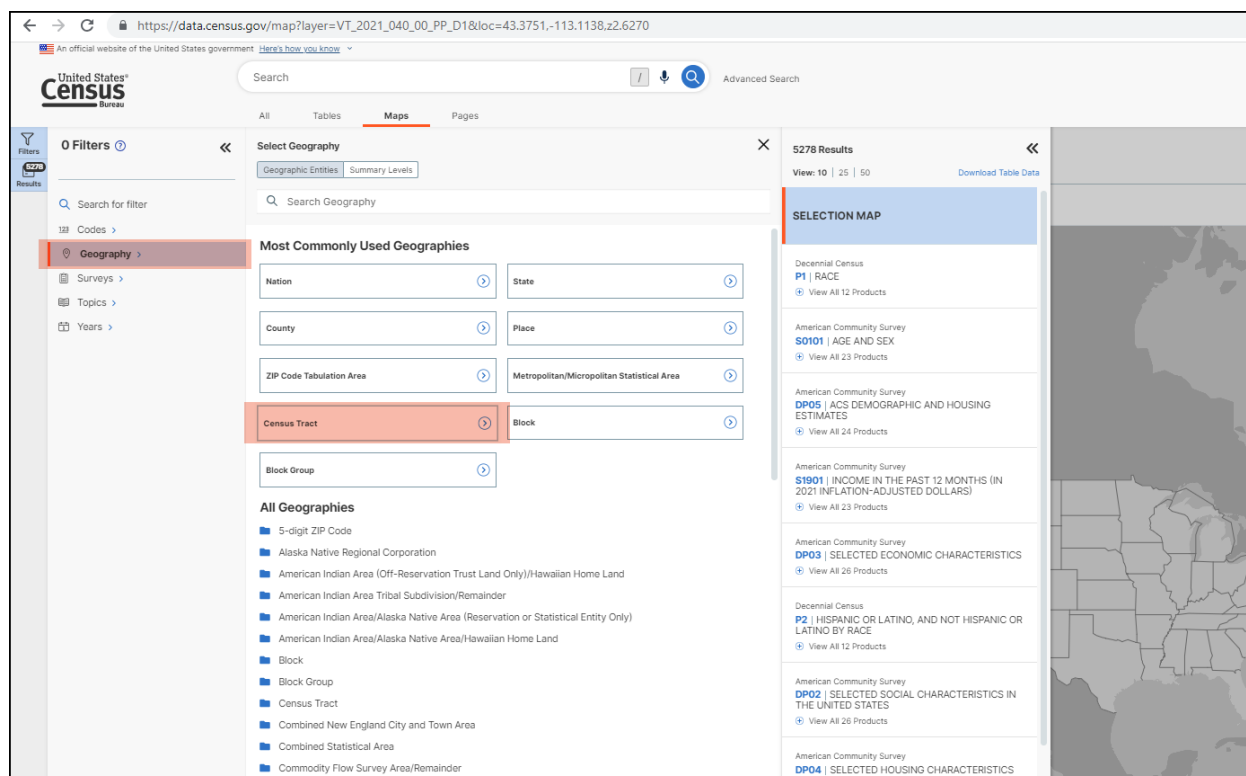 https://data.census.gov/map?layer=VT_2021_040_00_PP_D1&loc=43.3751,-113.1138,z2.6270
An official website of the United States government Here's how you know
United States®
Census
Bureau
Search
/
Advanced Search
All Tables Maps Pages
Filters
5278
Results
0 Filters
Search for filter
123 Codes
Geography
Surveys
Topics
Years
Select Geography
Geographic Entities Summary Levels
Search Geography
Most Commonly Used Geographies
Nation State
County Place
ZIP Code Tabulation Area Metropolitan/Micropolitan Statistical Area
Census Tract Block
Block Group
All Geographies
5-digit ZIP Code
Alaska Native Regional Corporation
American Indian Area (Off-Reservation Trust Land Only)/Hawaiian Home Land
American Indian Area Tribal Subdivision/Remainder
American Indian Area/Alaska Native Area (Reservation or Statistical Entity Only)
American Indian Area/Alaska Native Area/Hawaiian Home Land
Block
Block Group
Census Tract
Combined New England City and Town Area
Combined Statistical Area
Commodity Flow Survey Area/Remainder
5278 Results
View: 10 | 25 | 50 Download Table Data
SELECTION MAP
Decennial Census
P1 | RACE
View All 12 Products
American Community Survey
S0101 | AGE AND SEX
View All 23 Products
American Community Survey
DP05 | ACS DEMOGRAPHIC AND HOUSING
ESTIMATES
View All 24 Products
American Community Survey
S1901 | INCOME IN THE PAST 12 MONTHS (IN
2021 INFLATION-ADJUSTED DOLLARS)
View All 23 Products
American Community Survey
DP03 | SELECTED ECONOMIC CHARACTERISTICS
View All 26 Products
Decennial Census
P2 | HISPANIC OR LATINO, AND NOT HISPANIC OR
LATINO BY RACE
View All 12 Products
American Community Survey
DP02 | SELECTED SOCIAL CHARACTERISTICS IN
THE UNITED STATES
View All 26 Products
American Community Survey
DP04 | SELECTED HOUSING CHARACTERISTICS